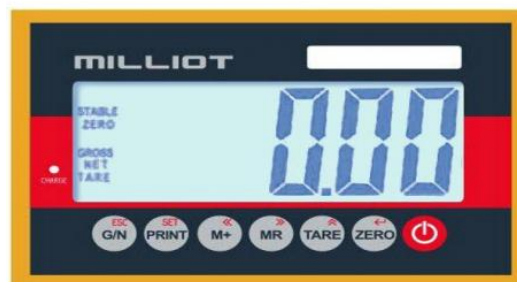 MILLIOT
STABLE
ZERO
0.00
GROSS
NET
TARE
CHARGE
ESC SET « » ︽ ↵
G/N PRINT M+ MR TARE ZERO